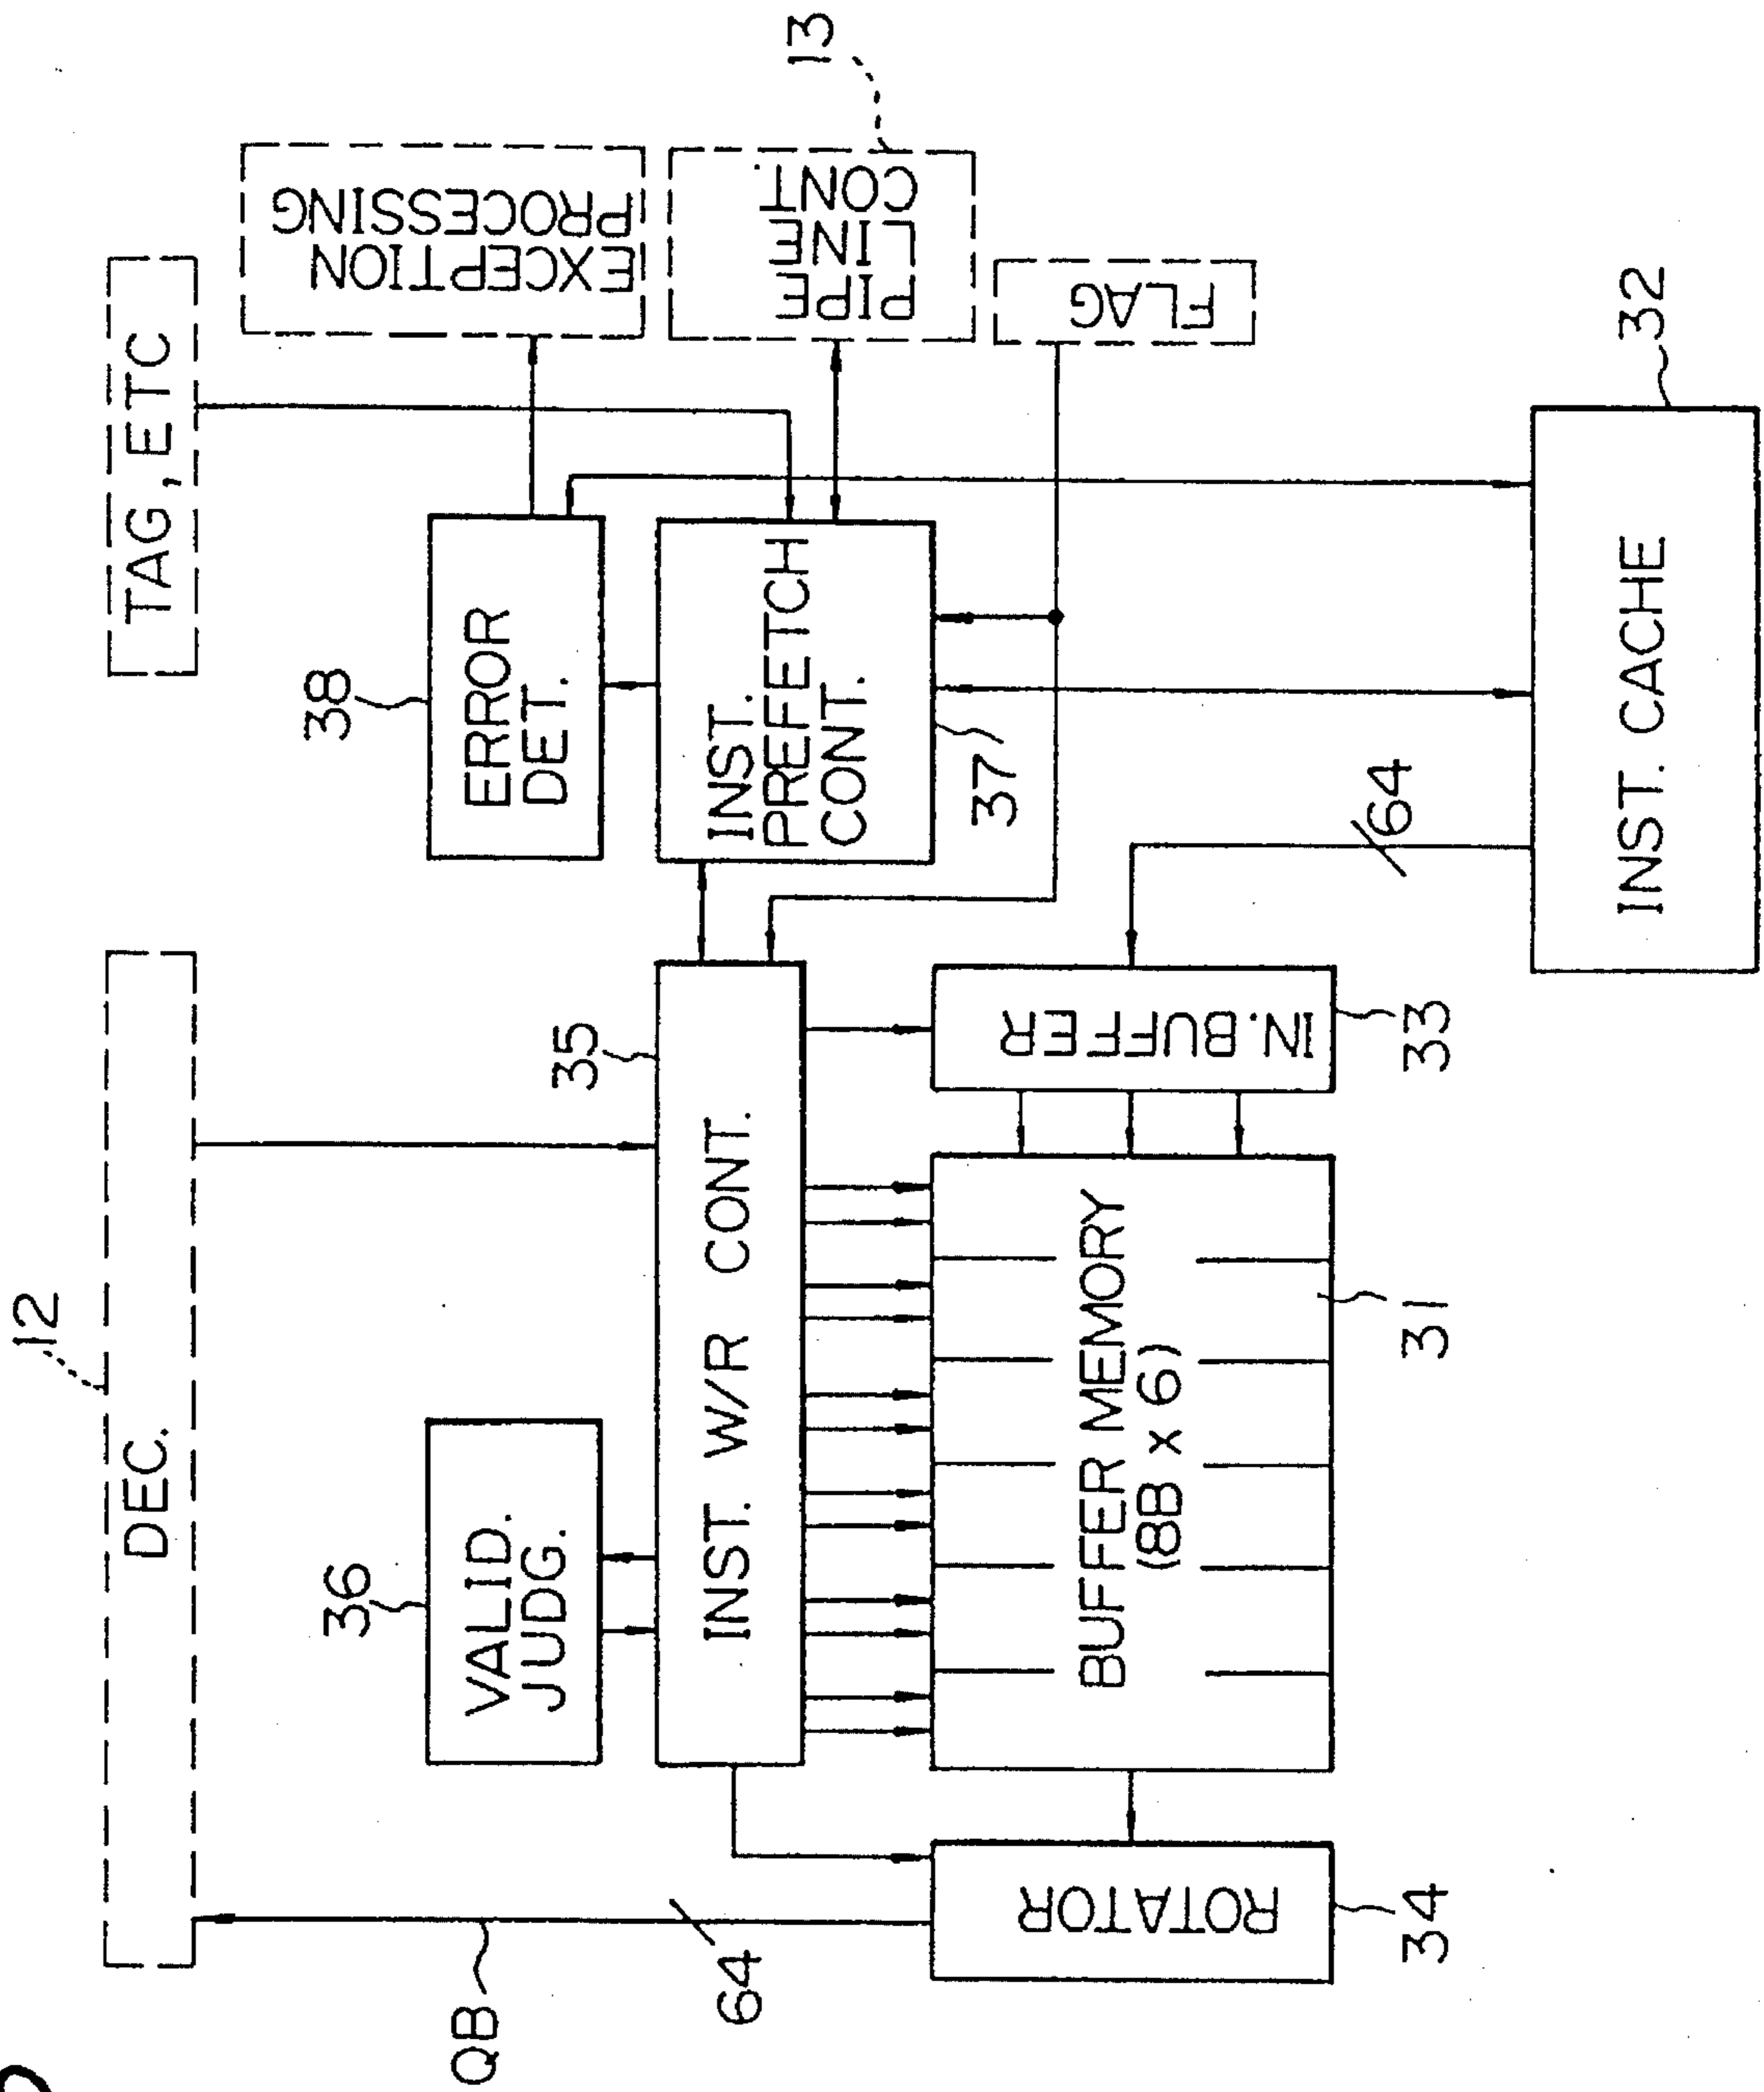 12
DEC.
TAG, ETC
QB
64
36
VALID.
JUDG.
35
INST. W/R CONT.
38
ERROR
DET.
INST.
PREFETCH
CONT.
37
EXCEPTION
PROCESSING
PIPE
LINE
CONT.
13
FLAG
ROTATOR
34
BUFFER MEMORY
(8B x 6)
31
IN. BUFFER
33
64
INST. CACHE
32